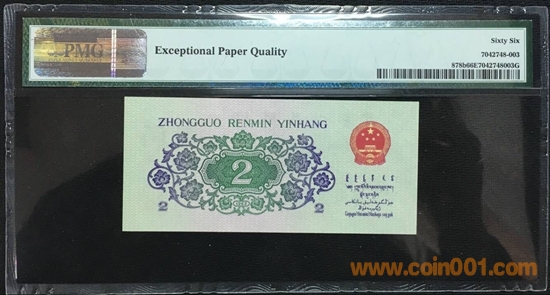 PMG
Exceptional Paper Quality
Sixty Six
7042748-003
878b66E7042748003G
ZHONGGUO RENMIN YINHANG
2
2
2
www.coin001.com